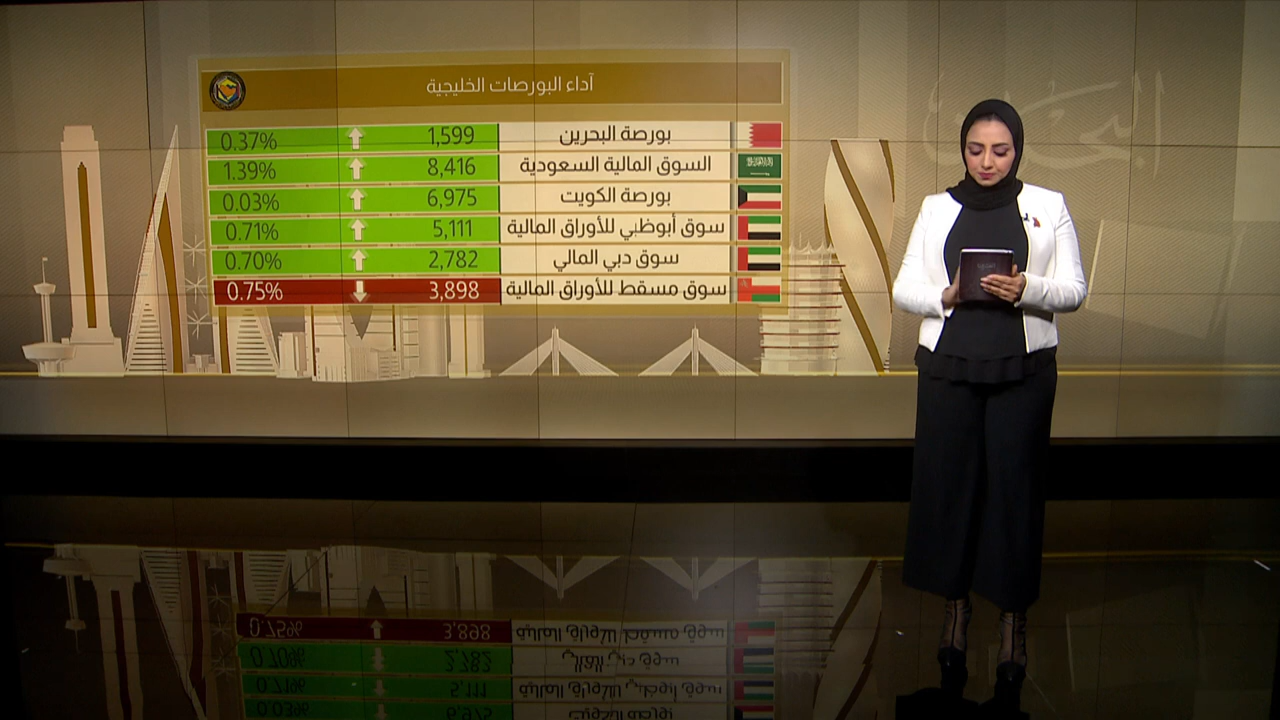 آداء البورصات الخليجية
بورصة البحرين 1,599 0.37%
السوق المالية السعودية 8,416 1.39%
بورصة الكويت 6,975 0.03%
سوق أبوظبي للأوراق المالية 5,111 0.71%
سوق دبي المالي 2,782 0.70%
سوق مسقط للأوراق المالية 3,898 0.75%
البحرين